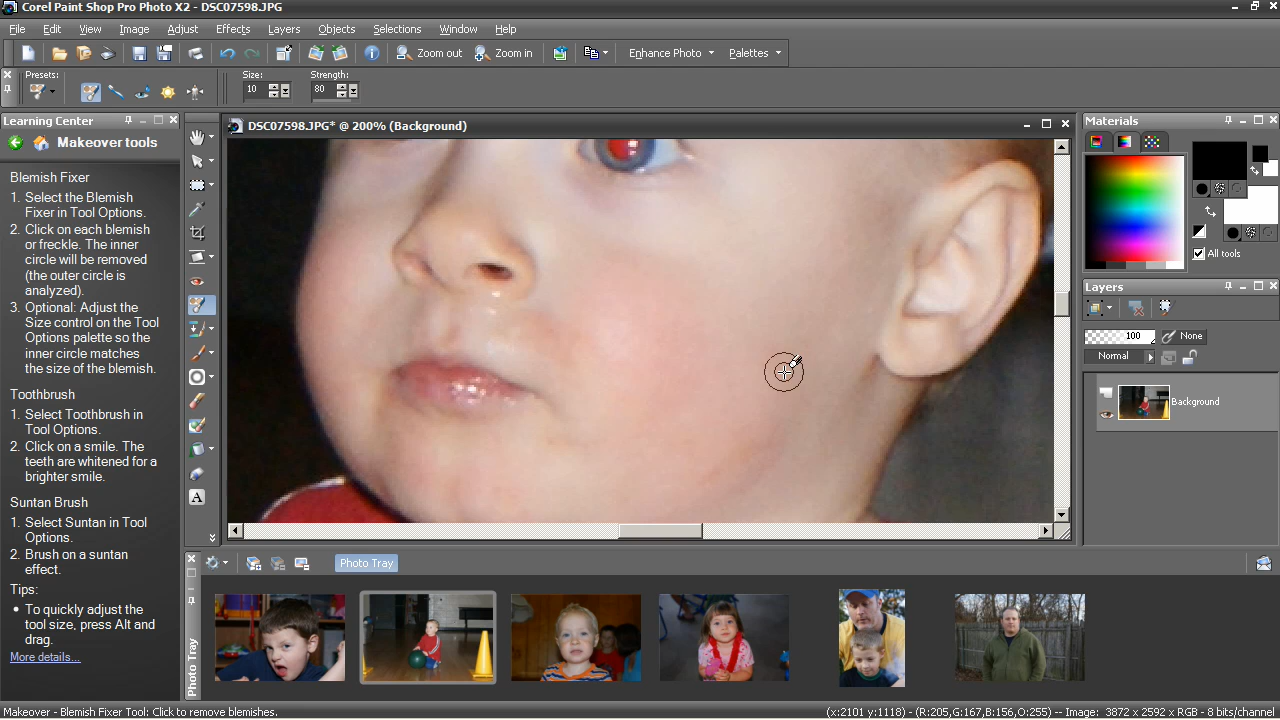 Corel Paint Shop Pro Photo X2 - DSC07598.JPG
File Edit View Image Adjust Effects Layers Objects Selections Window Help
Zoom out Zoom in Enhance Photo Palettes
Presets: Size: Strength:
10 80
Learning Center
Makeover tools
Blemish Fixer
1. Select the Blemish
Fixer in Tool Options.
2. Click on each blemish
or freckle. The inner
circle will be removed
(the outer circle is
analyzed).
3. Optional: Adjust the
Size control on the Tool
Options palette so the
inner circle matches
the size of the blemish.
Toothbrush
1. Select Toothbrush in
Tool Options.
2. Click on a smile. The
teeth are whitened for a
brighter smile.
Suntan Brush
1. Select Suntan in Tool
Options.
2. Brush on a suntan
effect.
Tips:
• To quickly adjust the
tool size, press Alt and
drag.
More details...
A
DSC07598.JPG* @ 200% (Background)
Materials
All tools
Layers
100 None
Normal
Background
Photo Tray
Photo Tray
Makeover - Blemish Fixer Tool: Click to remove blemishes.
(x:2101 y:1118) - (R:205,G:167,B:156,O:255) -- Image: 3872 x 2592 x RGB - 8 bits/channel